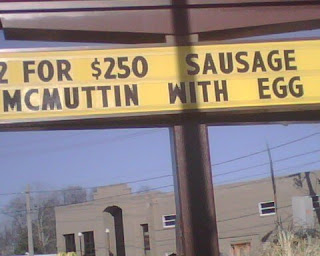 2 FOR $250 SAUSAGE
MCMUTTIN WITH EGG